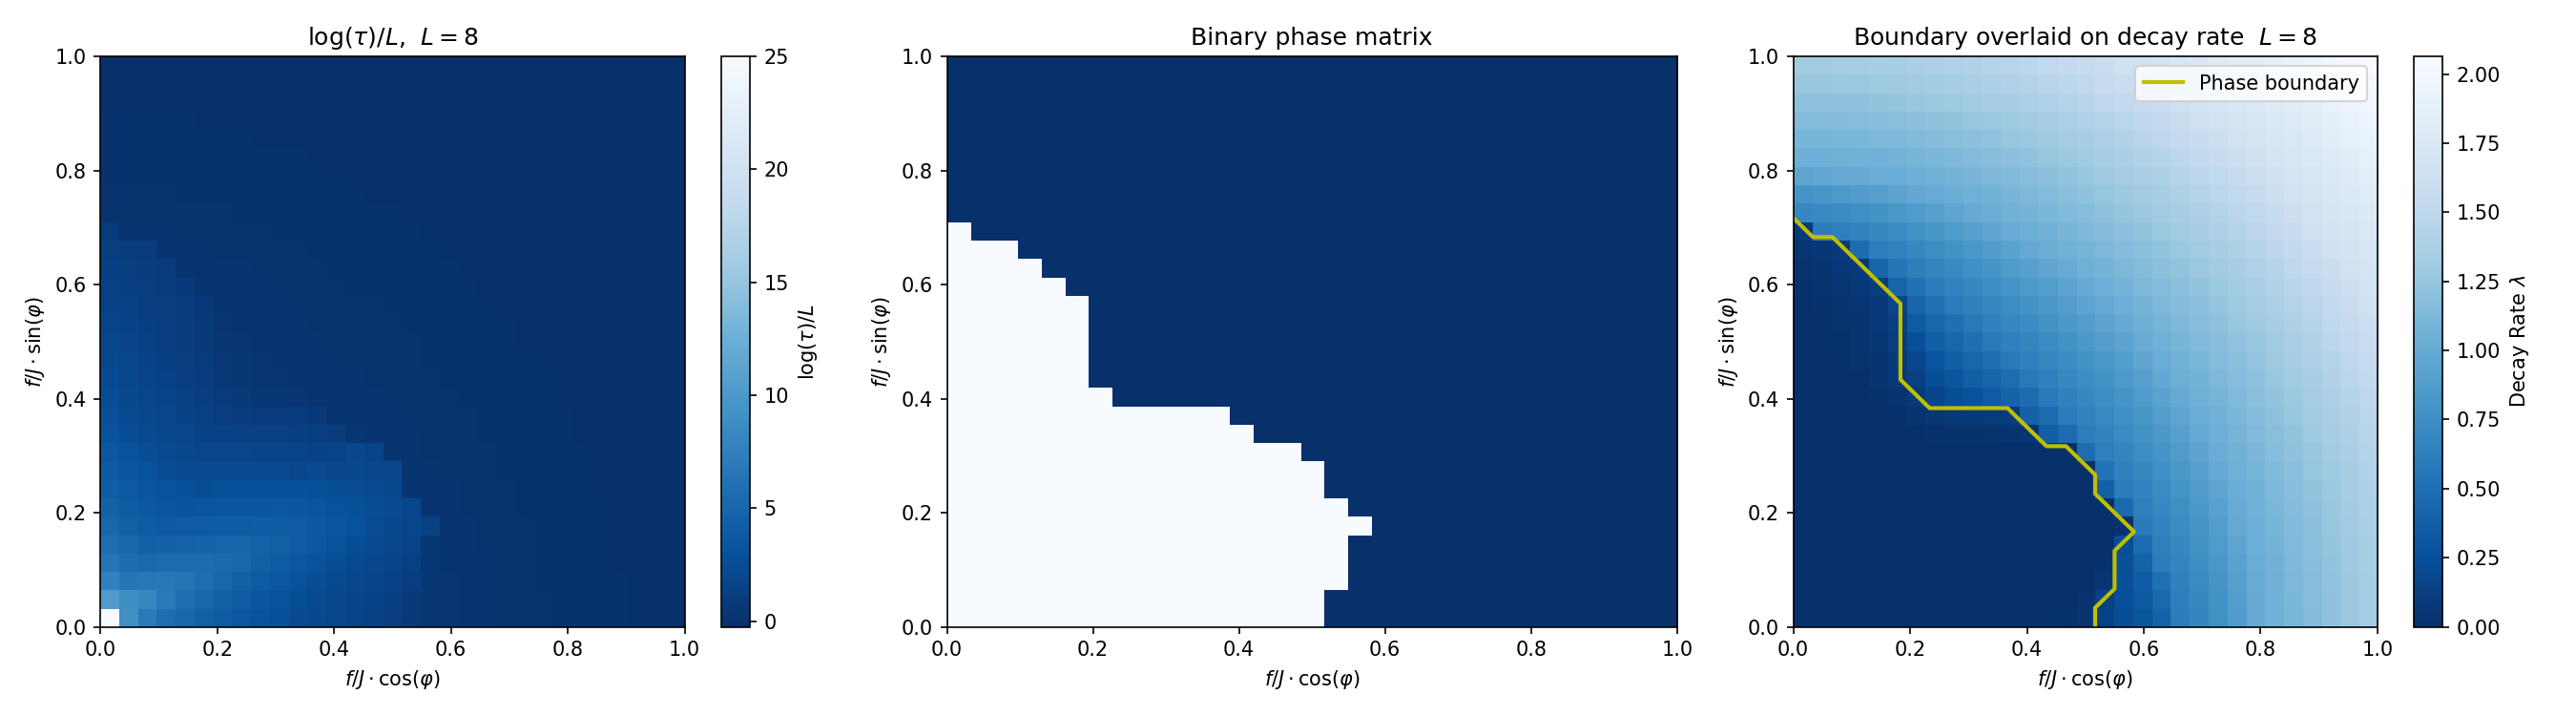 log(τ)/L, L = 8
1.0
0.8
0.6
0.4
0.2
0.0
f/J · sin(φ)
0.0 0.2 0.4 0.6 0.8 1.0
f/J · cos(φ)
25
20
15
10
5
0
log(τ)/L
Binary phase matrix
1.0
0.8
0.6
0.4
0.2
0.0
f/J · sin(φ)
0.0 0.2 0.4 0.6 0.8 1.0
f/J · cos(φ)
Boundary overlaid on decay rate L = 8
Phase boundary
1.0
0.8
0.6
0.4
0.2
0.0
f/J · sin(φ)
0.0 0.2 0.4 0.6 0.8 1.0
f/J · cos(φ)
2.00
1.75
1.50
1.25
1.00
0.75
0.50
0.25
0.00
Decay Rate λ